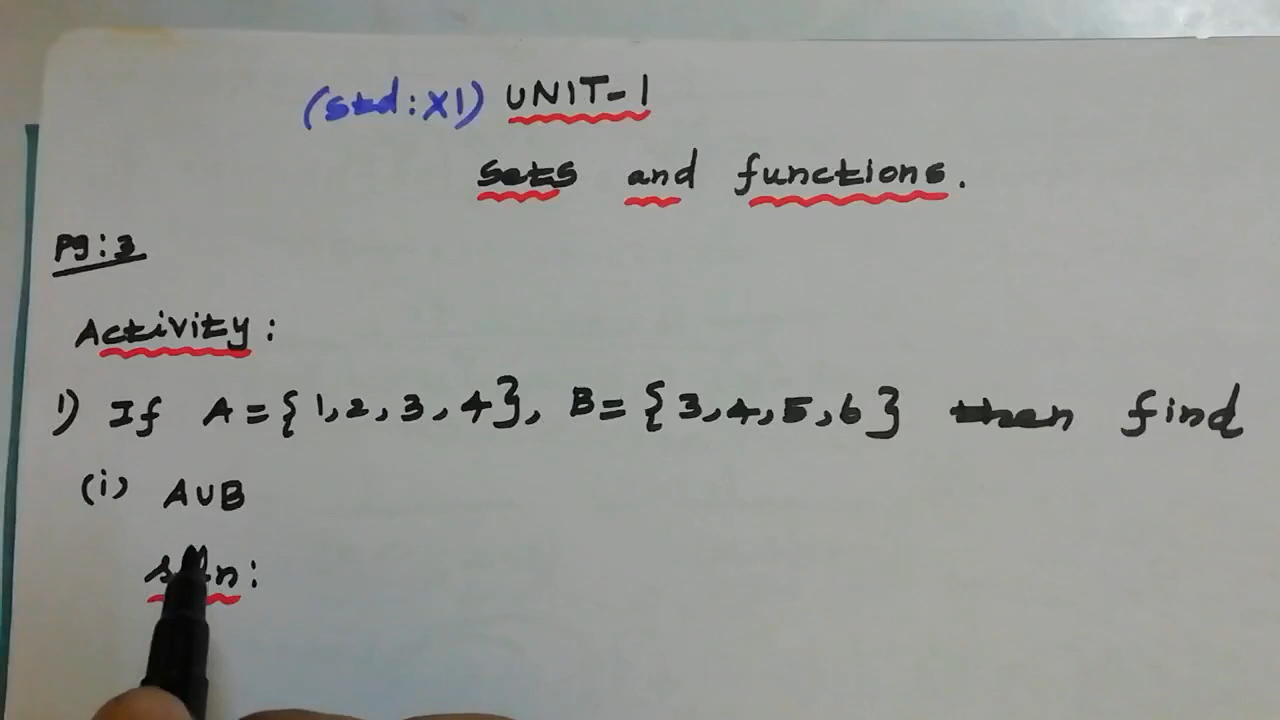 (Std:XI) UNIT-1
Sets and functions.
Pg:3
Activity:
1) If A={1,2,3,4}, B={3,4,5,6} then find
(i) A∪B